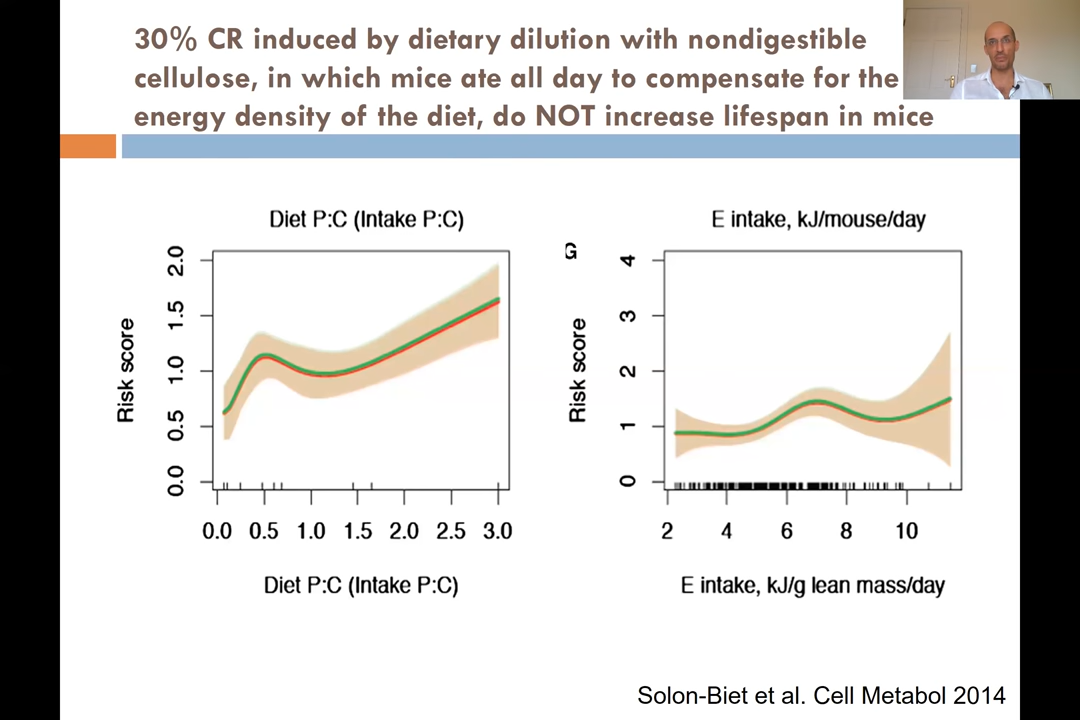 30% CR induced by dietary dilution with nondigestible
cellulose, in which mice ate all day to compensate for the
energy density of the diet, do NOT increase lifespan in mice
Diet P:C (Intake P:C)
Risk score
0.0 0.5 1.0 1.5 2.0
0.0 0.5 1.0 1.5 2.0 2.5 3.0
Diet P:C (Intake P:C)
E intake, kJ/mouse/day
G
Risk score
0 1 2 3 4
2 4 6 8 10
E intake, kJ/g lean mass/day
Solon-Biet et al. Cell Metabol 2014